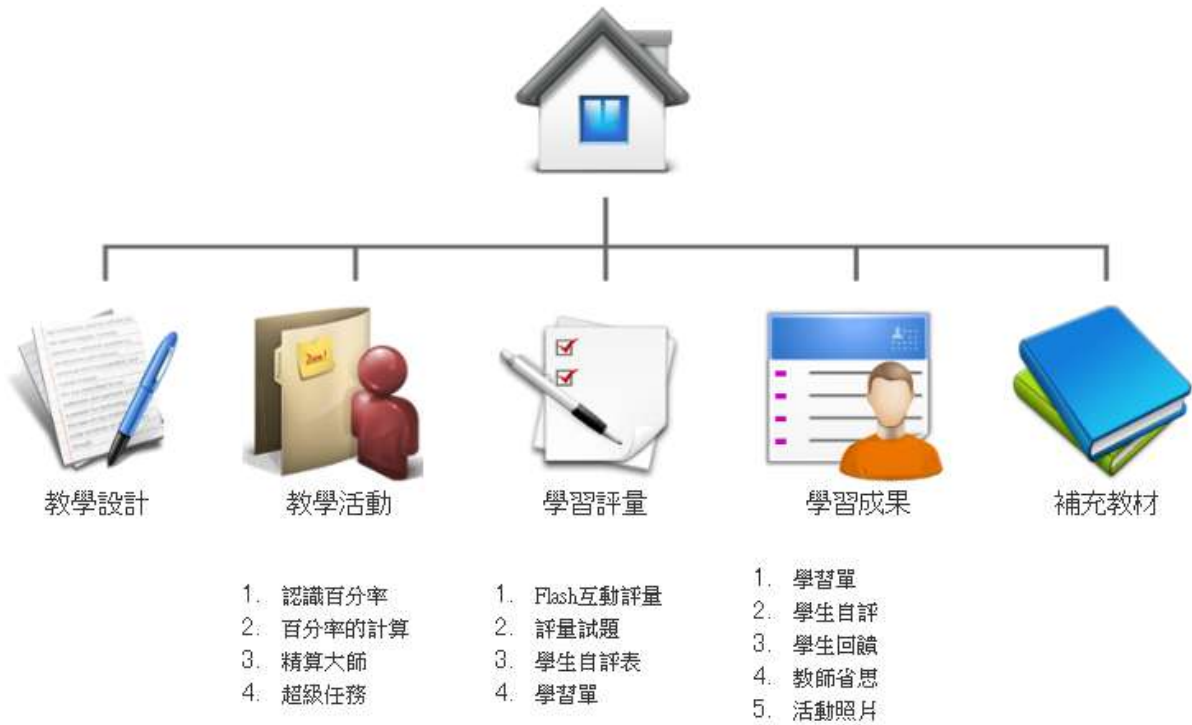 教學設計
教學活動
學習評量
學習成果
補充教材
1. 認識百分率
2. 百分率的計算
3. 精算大師
4. 超級任務
1. Flash互動評量
2. 評量試題
3. 學生自評表
4. 學習單
1. 學習單
2. 學生自評
3. 學生回饋
4. 教師省思
5. 活動照片